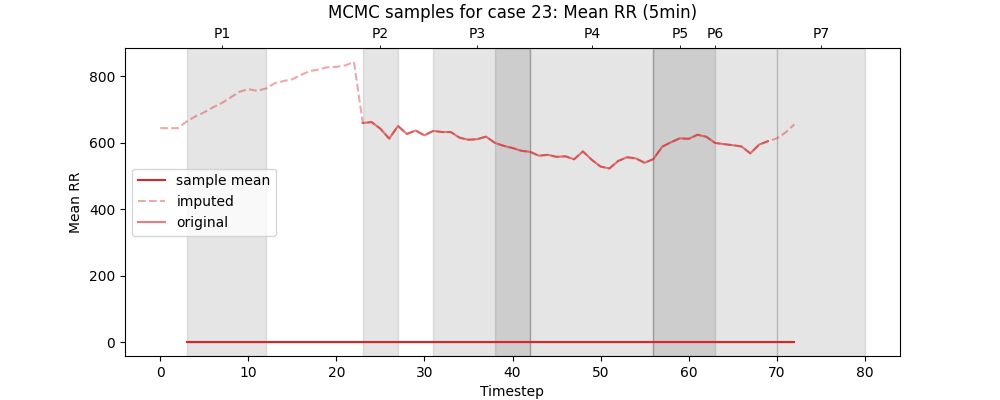 MCMC samples for case 23: Mean RR (5min)
P1 P2 P3 P4 P5 P6 P7
800
600
400
200
0
Mean RR
sample mean
imputed
original
0 10 20 30 40 50 60 70 80
Timestep